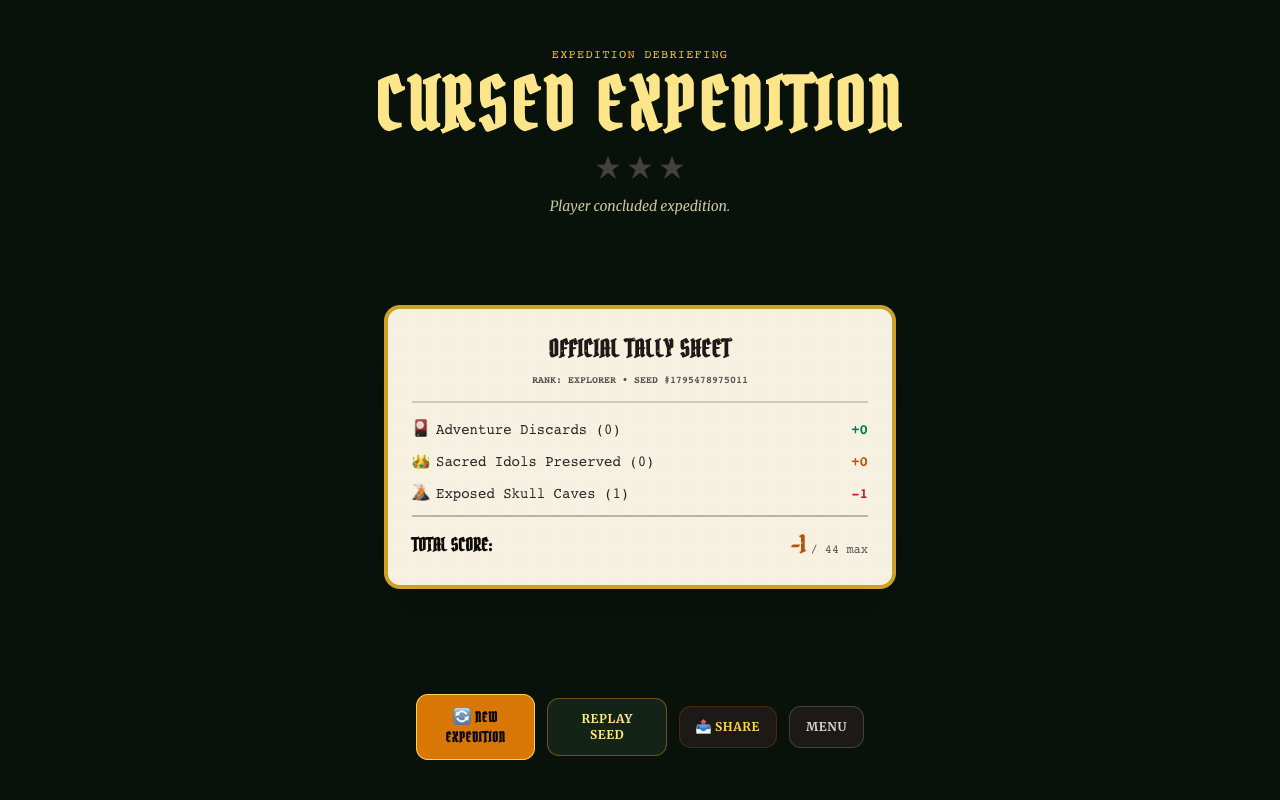 EXPEDITION DEBRIEFING
CURSED EXPEDITION
★★★
Player concluded expedition.
OFFICIAL TALLY SHEET
RANK: EXPLORER • SEED #1795478975011
Adventure Discards (0) +0
Sacred Idols Preserved (0) +0
Exposed Skull Caves (1) -1
TOTAL SCORE: -1 / 44 max
NEW
EXPEDITION
REPLAY
SEED
SHARE
MENU